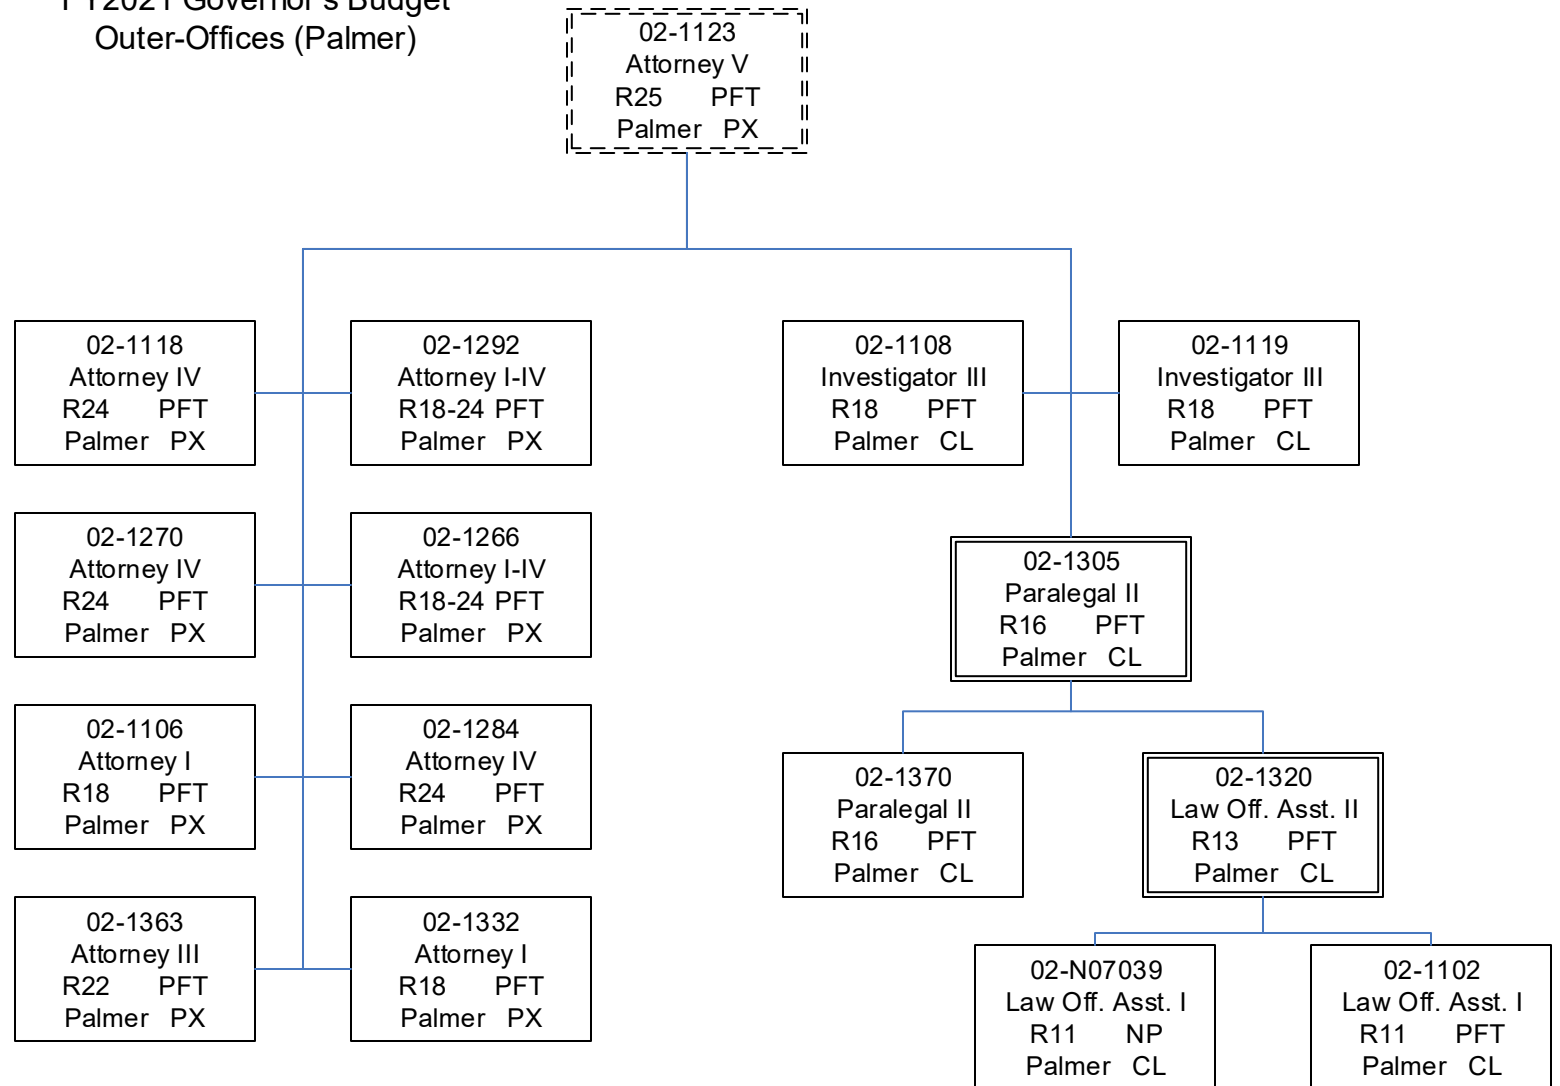 FY2021 Governor's Budget
Outer-Offices (Palmer)
02-1123
Attorney V
R25 PFT
Palmer PX
02-1118
Attorney IV
R24 PFT
Palmer PX
02-1292
Attorney I-IV
R18-24 PFT
Palmer PX
02-1108
Investigator III
R18 PFT
Palmer CL
02-1119
Investigator III
R18 PFT
Palmer CL
02-1270
Attorney IV
R24 PFT
Palmer PX
02-1266
Attorney I-IV
R18-24 PFT
Palmer PX
02-1305
Paralegal II
R16 PFT
Palmer CL
02-1106
Attorney I
R18 PFT
Palmer PX
02-1284
Attorney IV
R24 PFT
Palmer PX
02-1370
Paralegal II
R16 PFT
Palmer CL
02-1320
Law Off. Asst. II
R13 PFT
Palmer CL
02-1363
Attorney III
R22 PFT
Palmer PX
02-1332
Attorney I
R18 PFT
Palmer PX
02-N07039
Law Off. Asst. I
R11 NP
Palmer CL
02-1102
Law Off. Asst. I
R11 PFT
Palmer CL